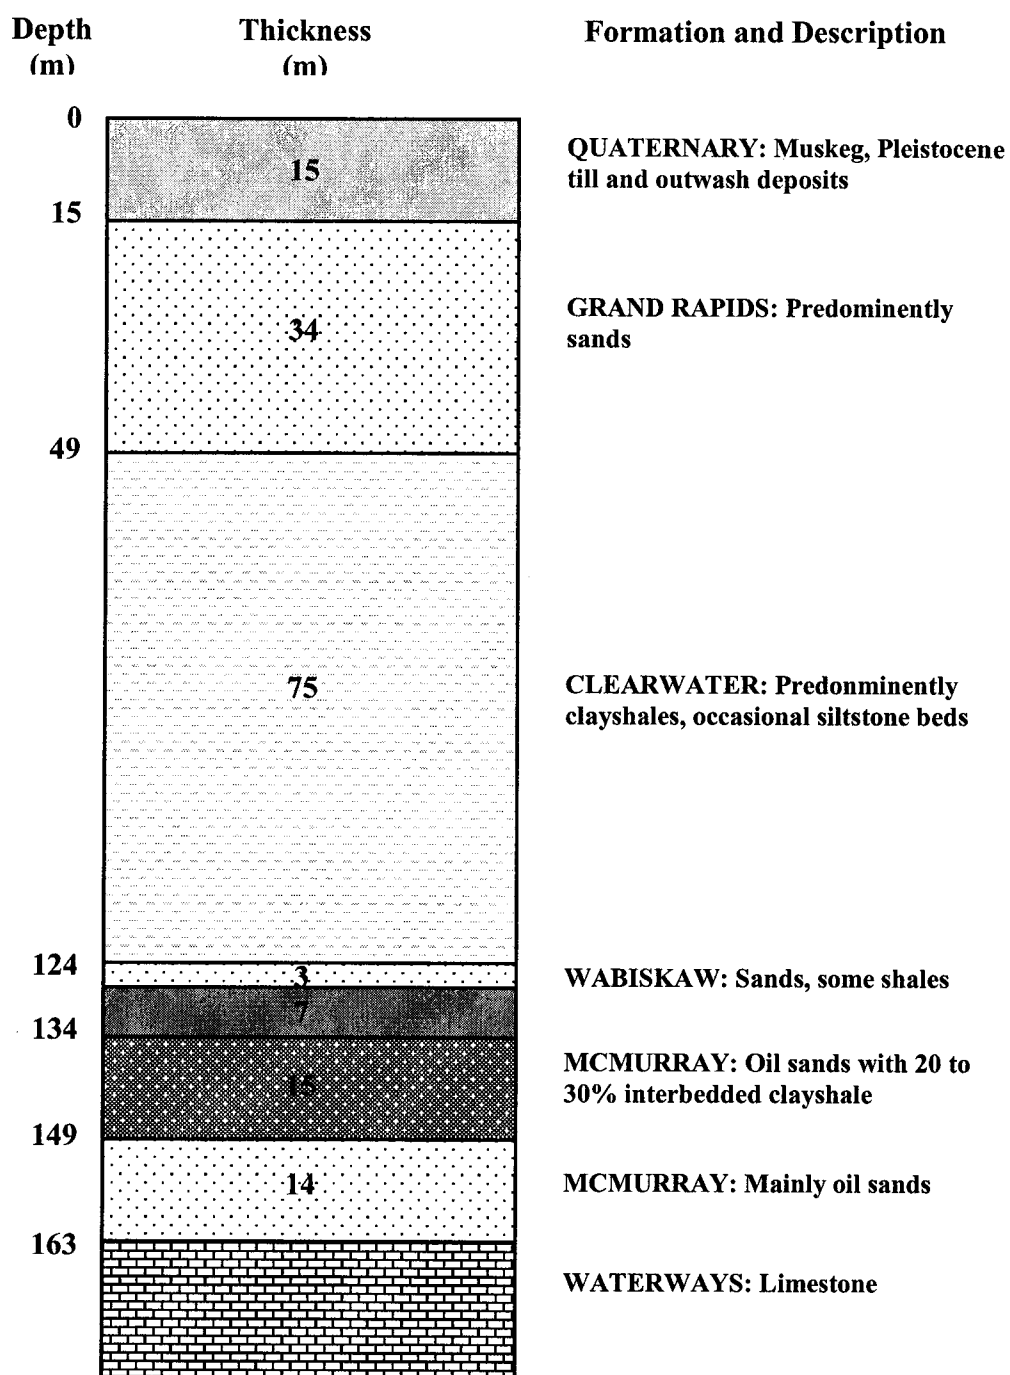 Depth Thickness Formation and Description
(m) (m)
0
15
QUATERNARY: Muskeg, Pleistocene
till and outwash deposits
15
34
GRAND RAPIDS: Predominently
sands
49
75
CLEARWATER: Predonminently
clayshales, occasional siltstone beds
124
3
WABISKAW: Sands, some shales
7
134
15
MCMURRAY: Oil sands with 20 to
30% interbedded clayshale
149
14
MCMURRAY: Mainly oil sands
163
WATERWAYS: Limestone